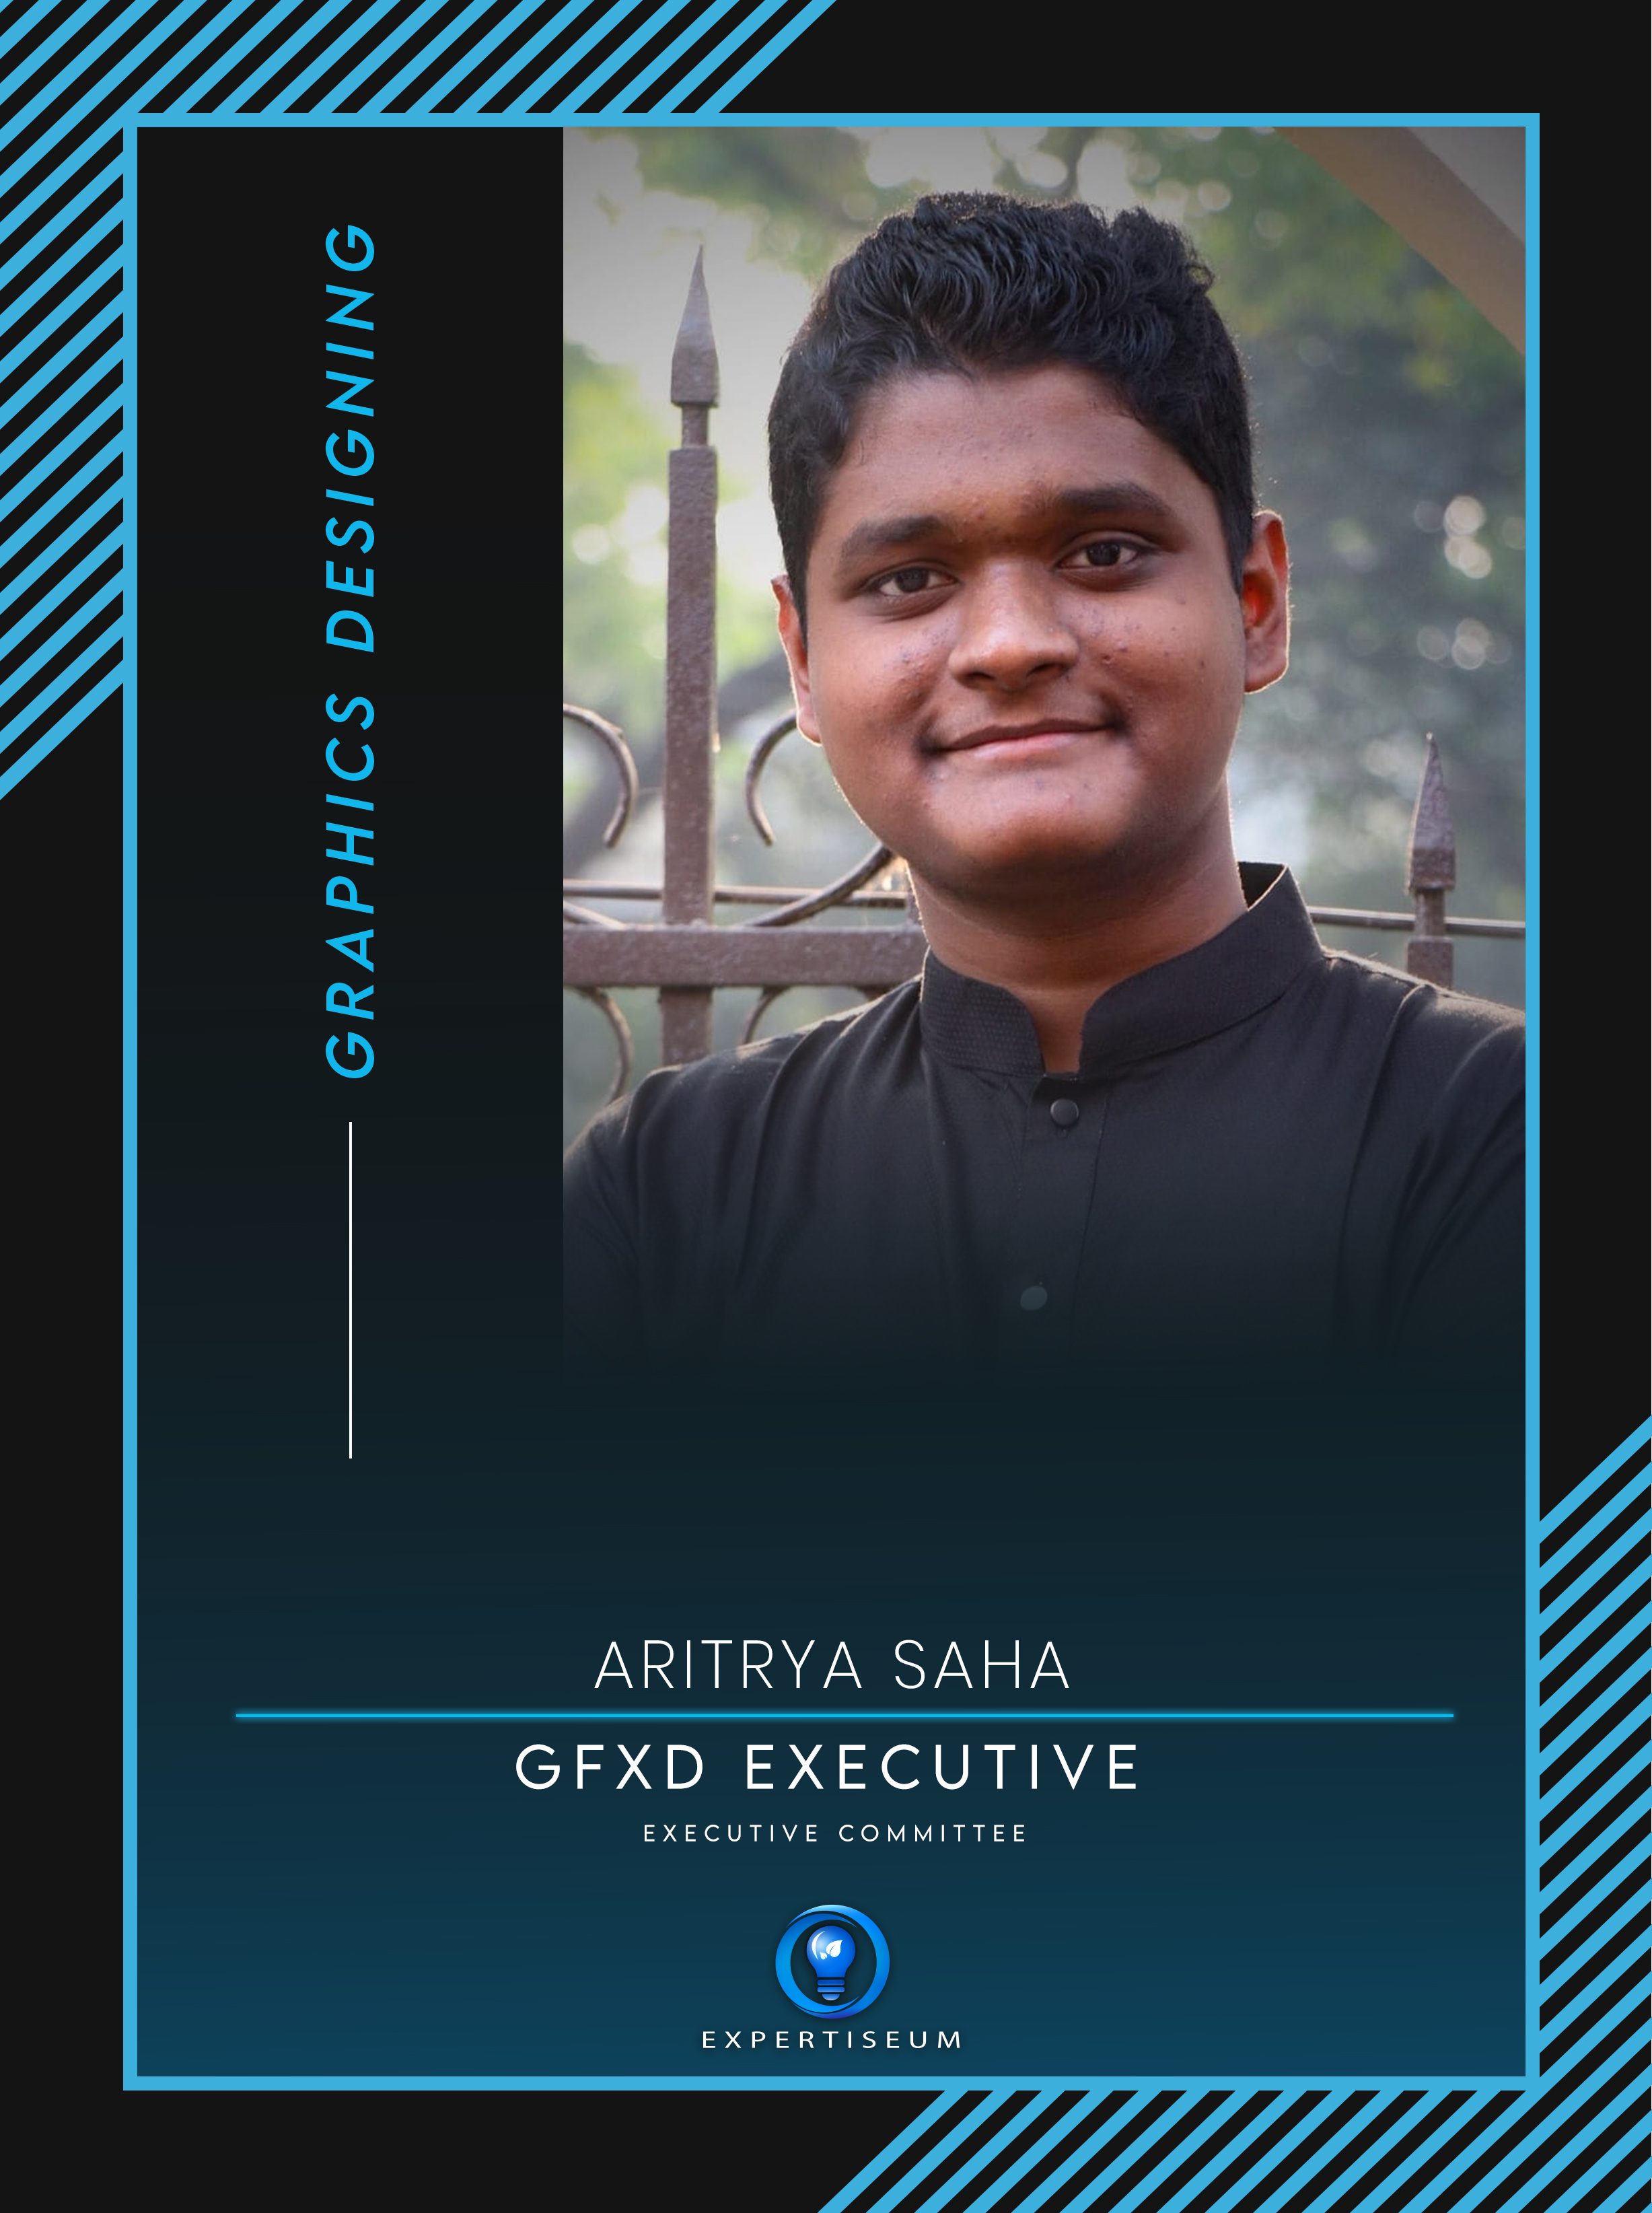 GRAPHICS DESIGNING
ARITRYA SAHA
GFXD EXECUTIVE
EXECUTIVE COMMITTEE
EXPERTISEUM